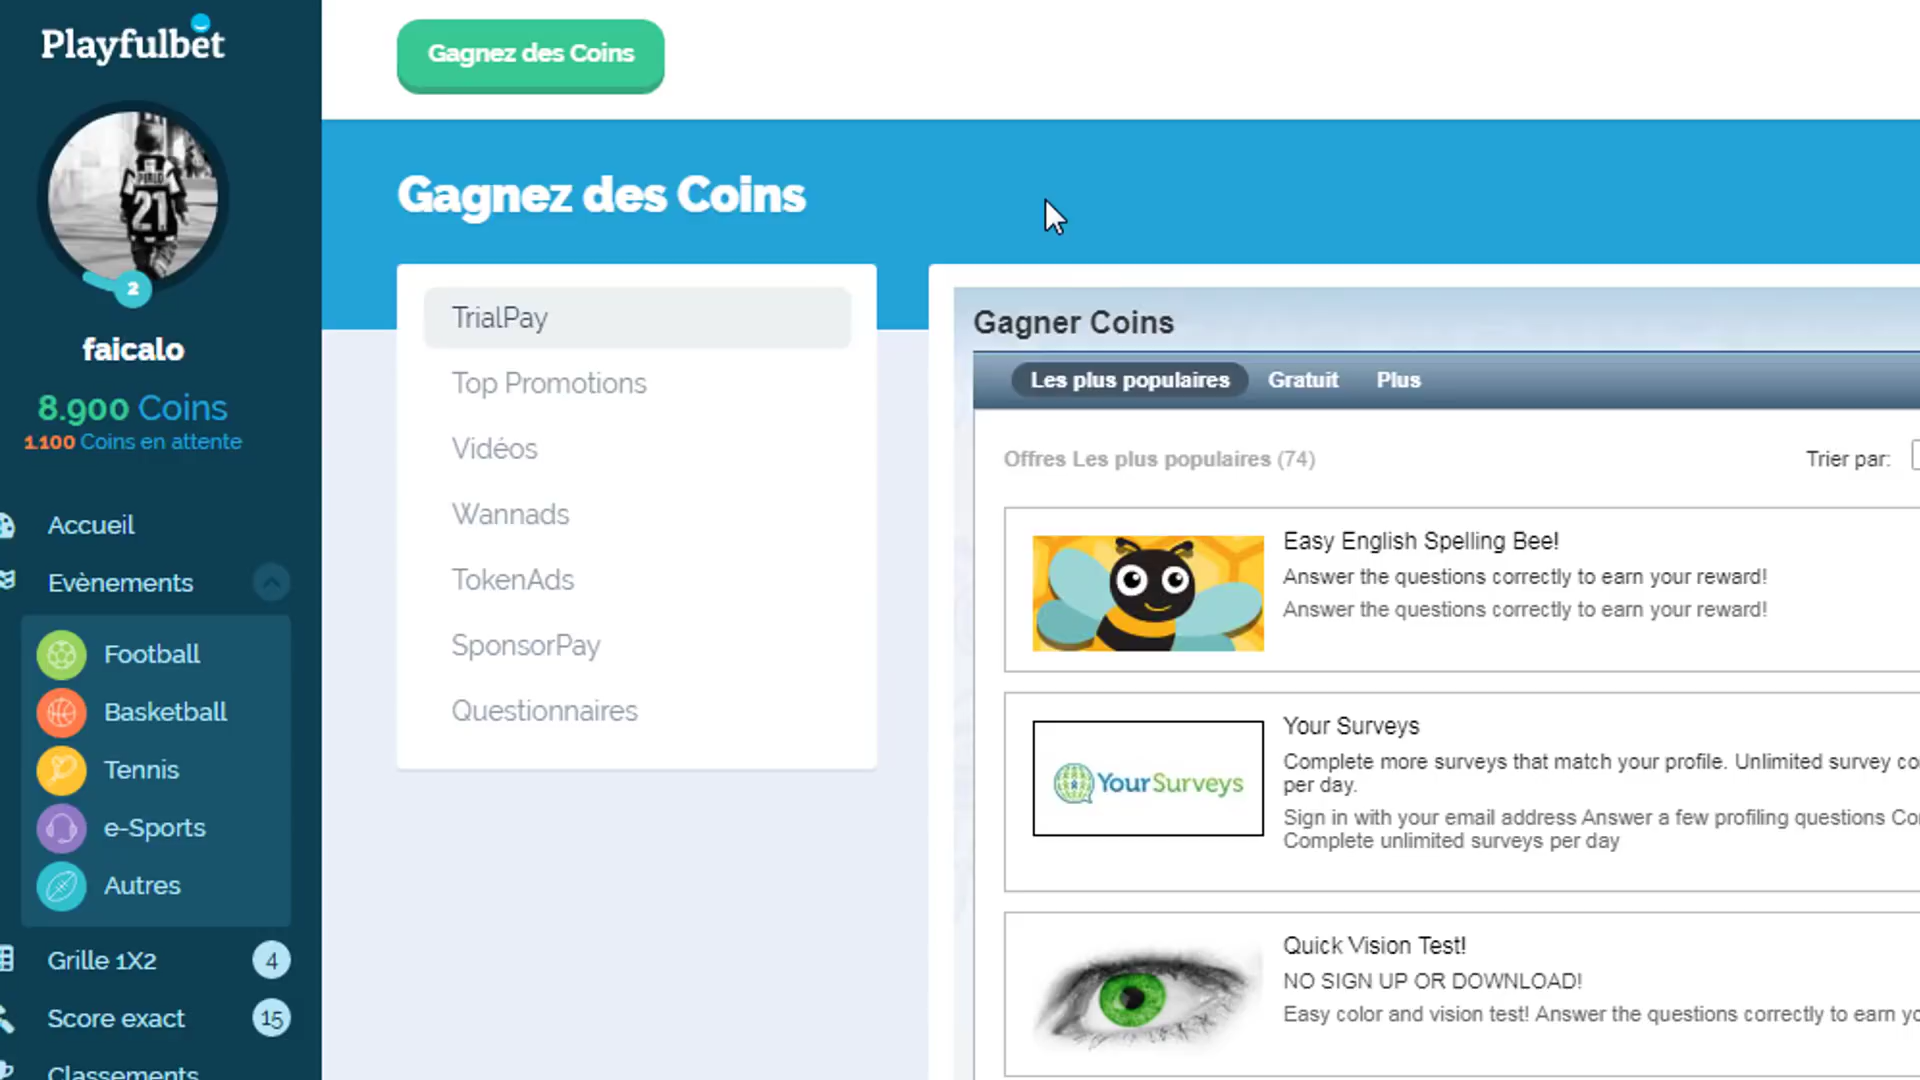 Playfulbet
Gagnez des Coins
Gagnez des Coins
PIRLO
21
2
faicalo
8.900 Coins
1.100 Coins en attente
Accueil
Evènements
Football
Basketball
Tennis
e-Sports
Autres
Grille 1X2
4
Score exact
15
Classements
TrialPay
Top Promotions
Vidéos
Wannads
TokenAds
SponsorPay
Questionnaires
Gagner Coins
Les plus populaires Gratuit Plus
Offres Les plus populaires (74)
Trier par:
Easy English Spelling Bee!
Answer the questions correctly to earn your reward!
Answer the questions correctly to earn your reward!
YourSurveys
Your Surveys
Complete more surveys that match your profile. Unlimited survey co
per day.
Sign in with your email address Answer a few profiling questions Co
Complete unlimited surveys per day
Quick Vision Test!
NO SIGN UP OR DOWNLOAD!
Easy color and vision test! Answer the questions correctly to earn yo